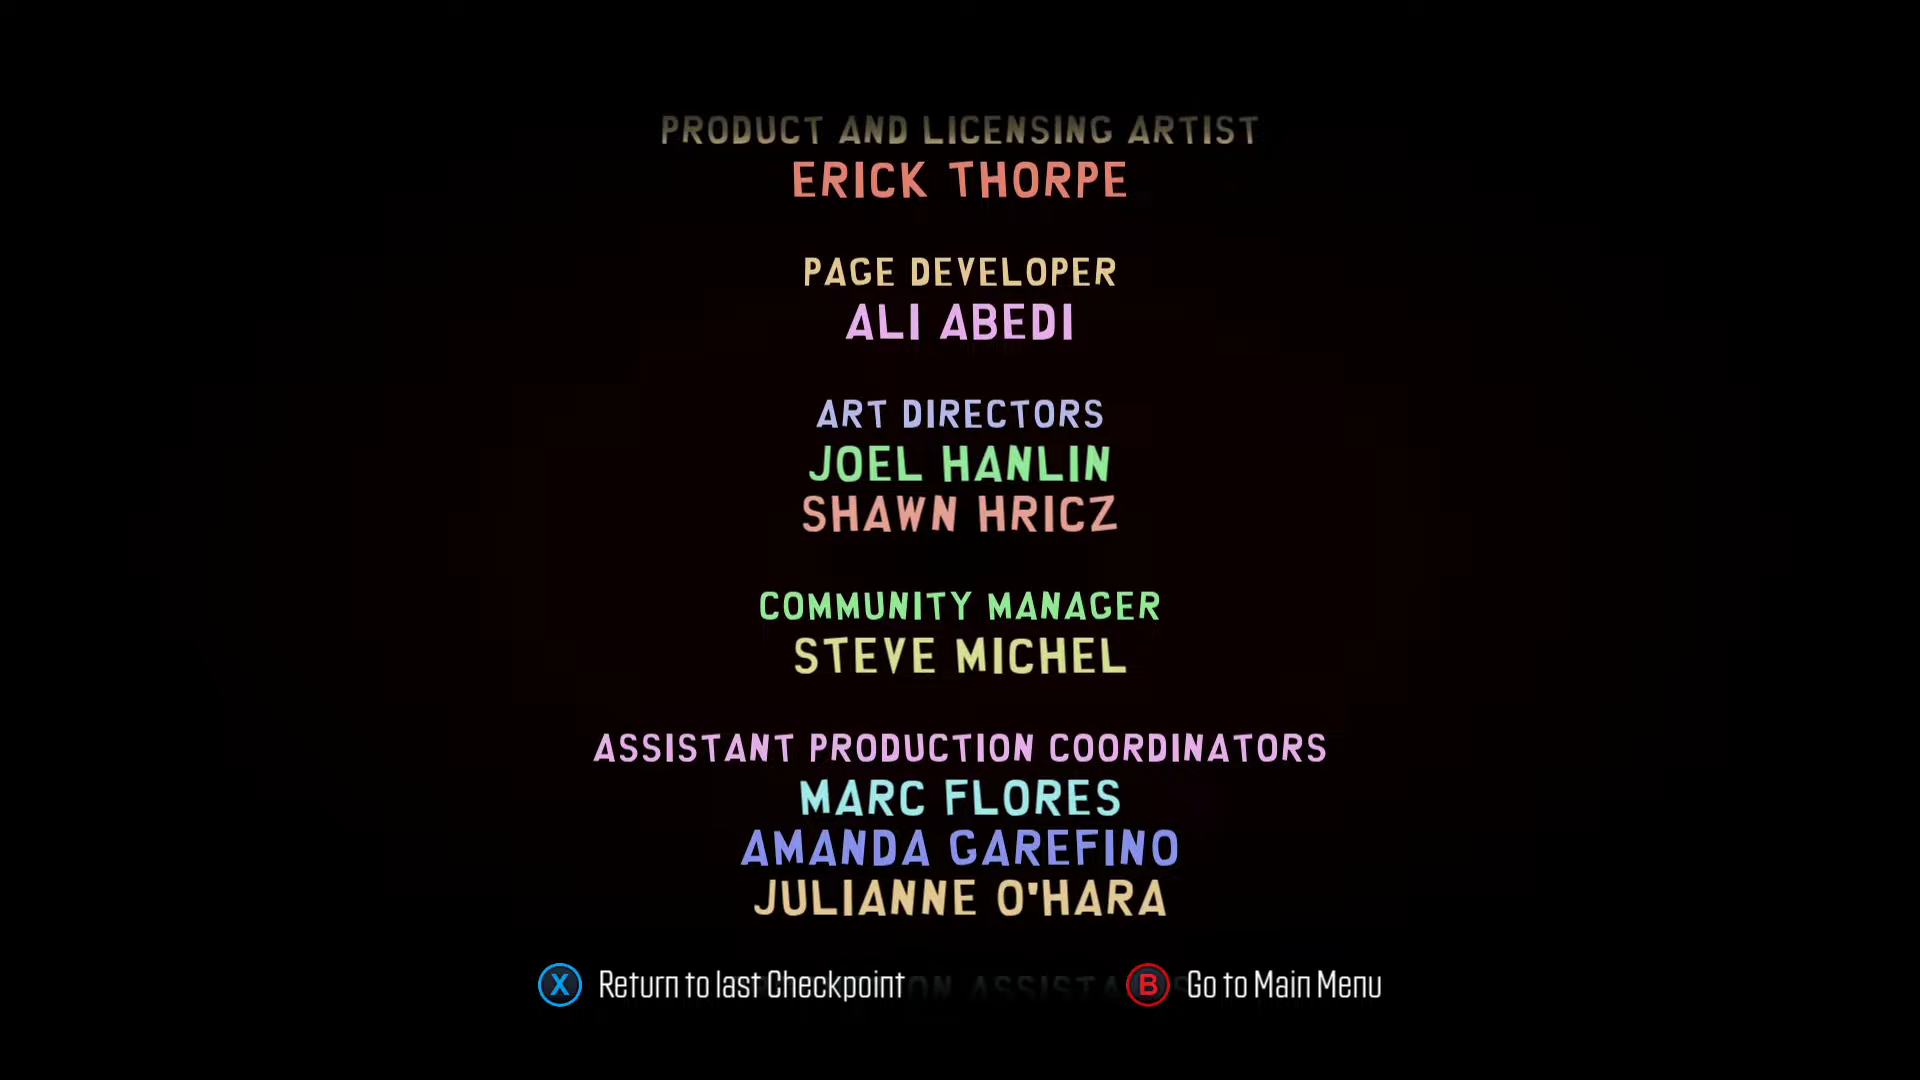 PRODUCT AND LICENSING ARTIST
ERICK THORPE
PAGE DEVELOPER
ALI ABEDI
ART DIRECTORS
JOEL HANLIN
SHAWN HRICZ
COMMUNITY MANAGER
STEVE MICHEL
ASSISTANT PRODUCTION COORDINATORS
MARC FLORES
AMANDA GAREFINO
JULIANNE O'HARA
X Return to last Checkpoint
B Go to Main Menu